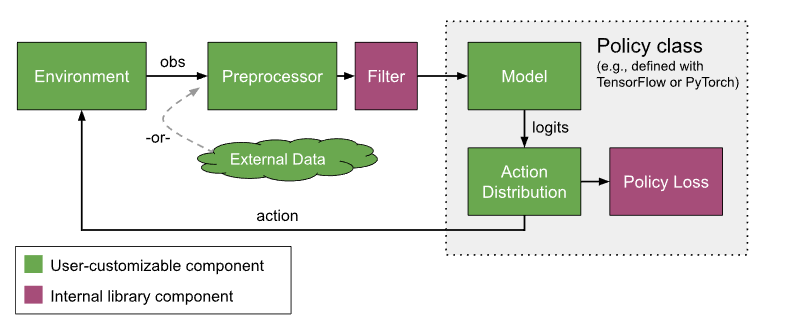 Environment
obs
Preprocessor
Filter
Model
Policy class
(e.g., defined with
TensorFlow or PyTorch)
-or-
External Data
logits
Action
Distribution
Policy Loss
action
User-customizable component
Internal library component